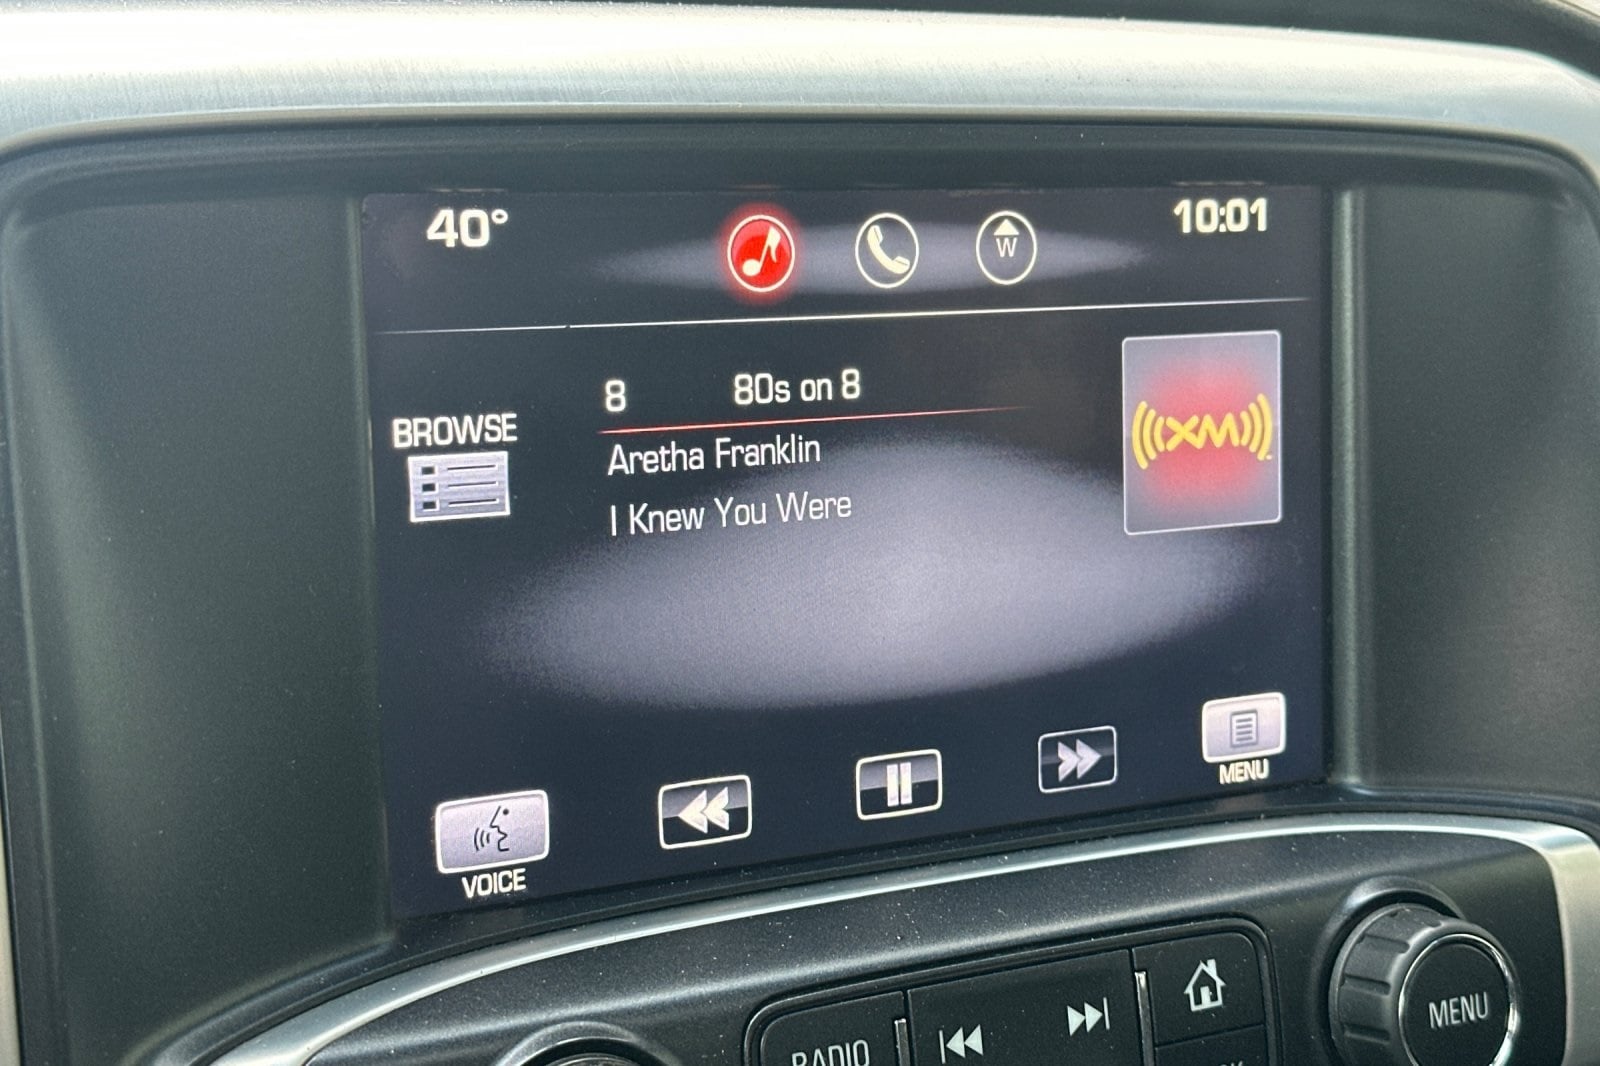 40°
W
10:01
8 80s on 8
BROWSE
((XM))
Aretha Franklin
I Knew You Were
MENU
VOICE
MENU
RADIO